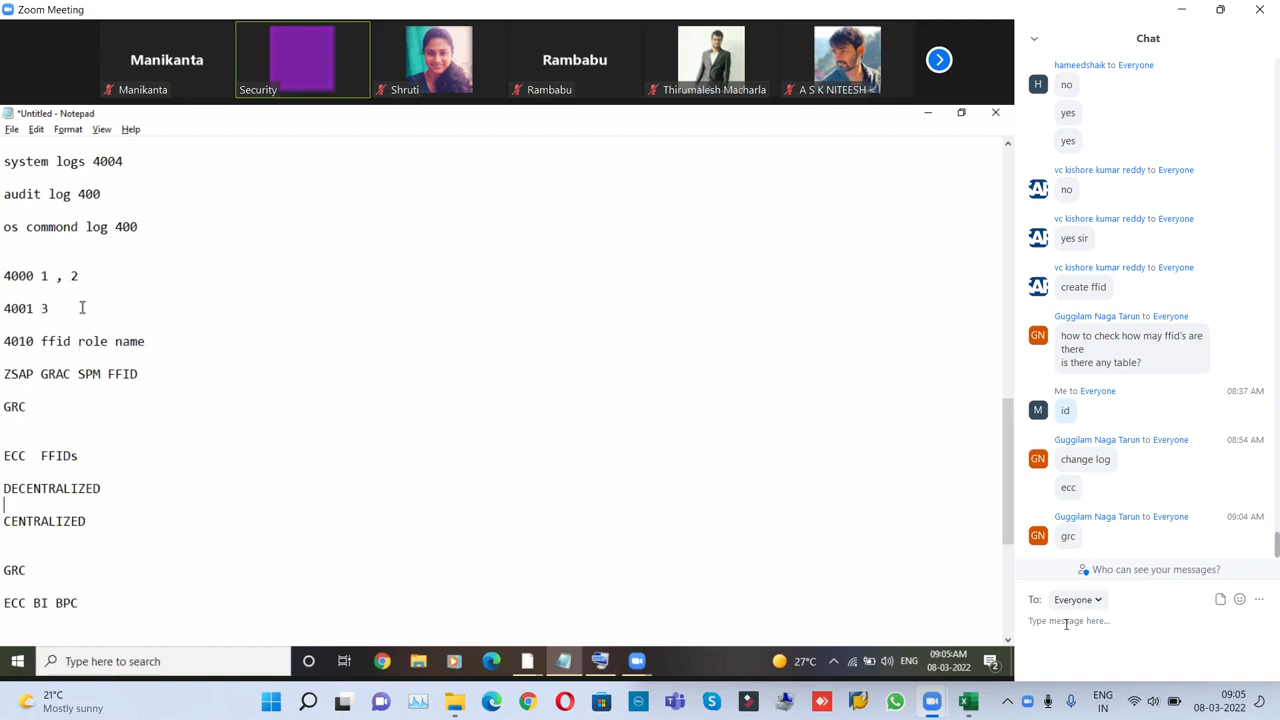 Zoom Meeting
Manikanta
Manikanta
Security
Shruti
Rambabu
Rambabu
Thirumalesh Macharla
A S K NITEESH
*Untitled - Notepad
File Edit Format View Help
system logs 4004
audit log 400
os commond log 400
4000 1 , 2
4001 3
4010 ffid role name
ZSAP GRAC SPM FFID
GRC
ECC FFIDs
DECENTRALIZED
CENTRALIZED
GRC
ECC BI BPC
Type here to search
27°C
ENG
09:05:AM
08-03-2022
2
Chat
hameedshaik to Everyone
H
no
yes
yes
vc kishore kumar reddy to Everyone
no
vc kishore kumar reddy to Everyone
yes sir
vc kishore kumar reddy to Everyone
create ffid
Guggilam Naga Tarun to Everyone
GN
how to check how may ffid's are
there
is there any table?
Me to Everyone 08:37 AM
M
id
Guggilam Naga Tarun to Everyone 08:54 AM
GN
change log
ecc
Guggilam Naga Tarun to Everyone 09:04 AM
GN
grc
Who can see your messages?
To: Everyone
Type message here...
21°C
Mostly sunny
ENG
IN
09:05
08-03-2022